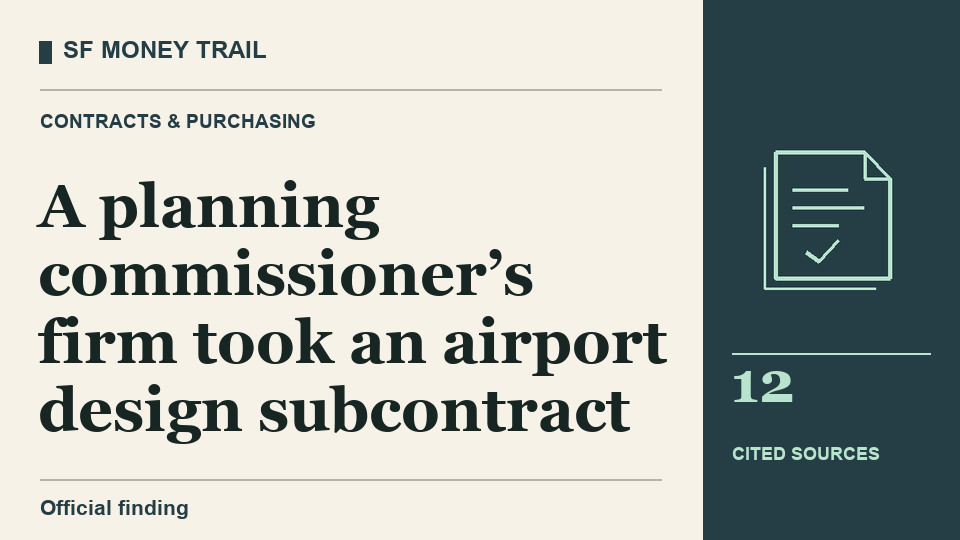 SF MONEY TRAIL
CONTRACTS & PURCHASING
A planning
commissioner’s
firm took an airport
design subcontract
Official finding
12
CITED SOURCES